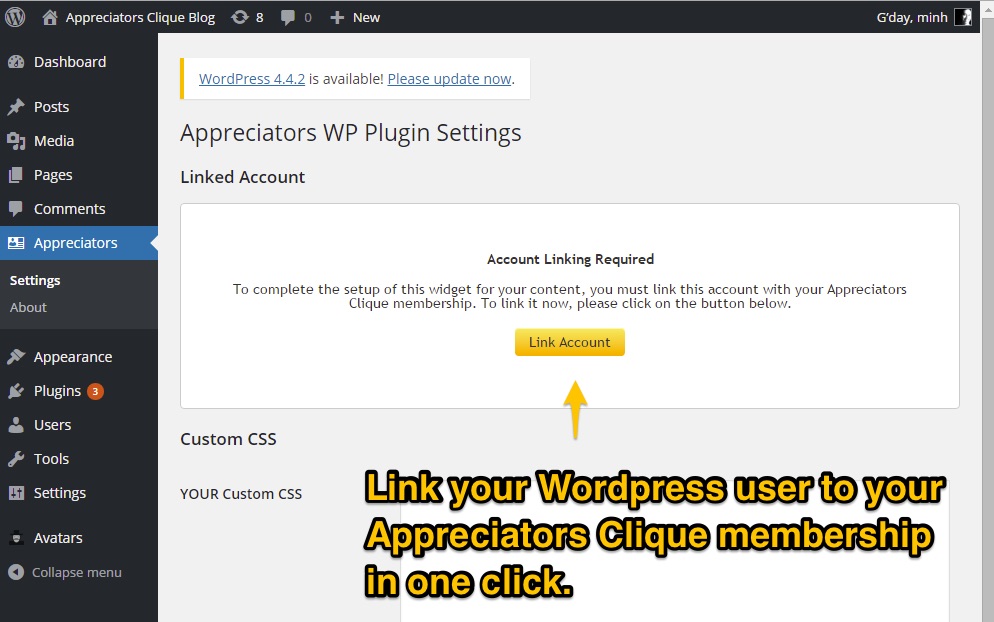 Appreciators Clique Blog 8 0 New G'day, minh
Dashboard
Posts
Media
Pages
Comments
Appreciators
Settings
About
Appearance
Plugins 3
Users
Tools
Settings
Avatars
Collapse menu
WordPress 4.4.2 is available! Please update now.
Appreciators WP Plugin Settings
Linked Account
Account Linking Required
To complete the setup of this widget for your content, you must link this account with your Appreciators
Clique membership. To link it now, please click on the button below.
Link Account
Custom CSS
YOUR Custom CSS
Link your Wordpress user to your
Appreciators Clique membership
in one click.